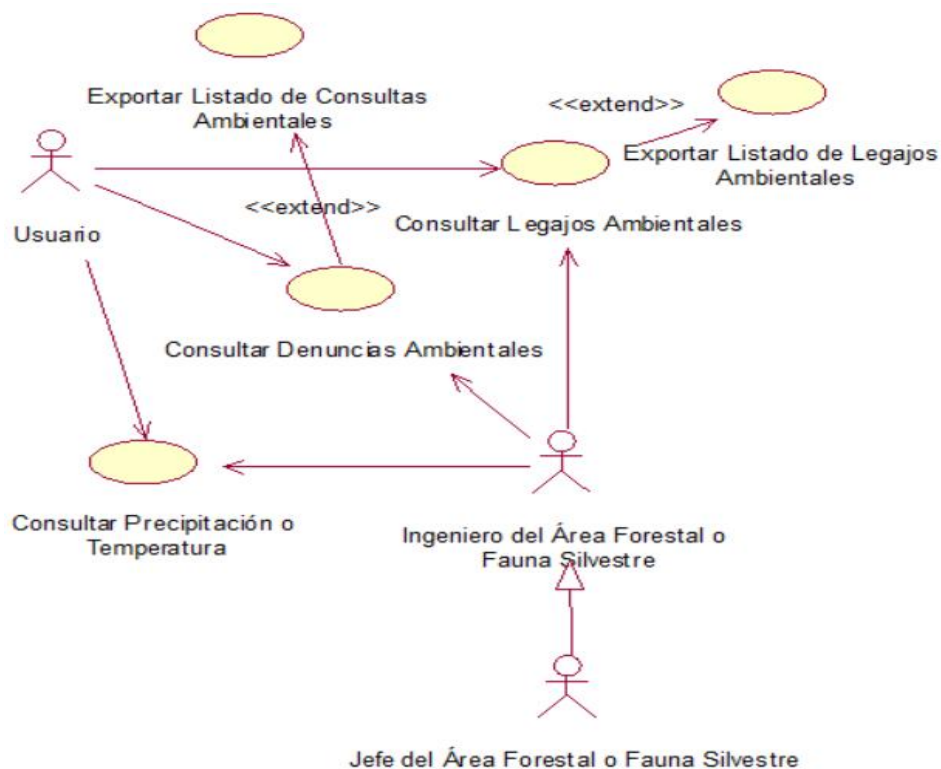 Exportar Listado de Consultas
Ambientales
<<extend>>
Exportar Listado de Legajos
Ambientales
Usuario
<<extend>>
Consultar Legajos Ambientales
Consultar Denuncias Ambientales
Consultar Precipitación o
Temperatura
Ingeniero del Área Forestal o
Fauna Silvestre
Jefe del Área Forestal o Fauna Silvestre